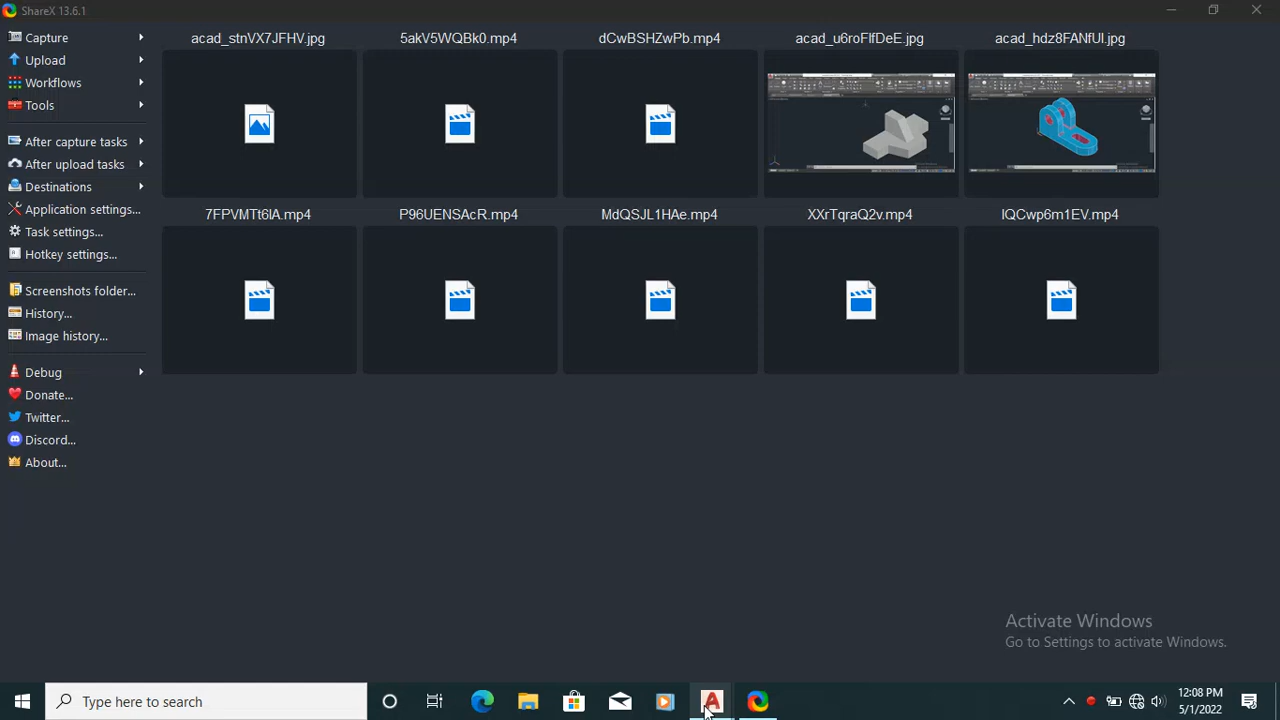 ShareX 13.6.1
Capture
Upload
Workflows
Tools
After capture tasks
After upload tasks
Destinations
Application settings...
Task settings...
Hotkey settings...
Screenshots folder...
History...
Image history...
Debug
Donate...
Twitter...
Discord...
About...
acad_stnVX7JFHV.jpg
5akV5WQBk0.mp4
dCwBSHZwPb.mp4
acad_u6roFlfDeE.jpg
acad_hdz8FANfUl.jpg
7FPVMTt6lA.mp4
P96UENSAcR.mp4
MdQSJL1HAe.mp4
XXrTqraQ2v.mp4
lQCwp6m1EV.mp4
Activate Windows
Go to Settings to activate Windows.
Type here to search
12:08 PM
5/1/2022